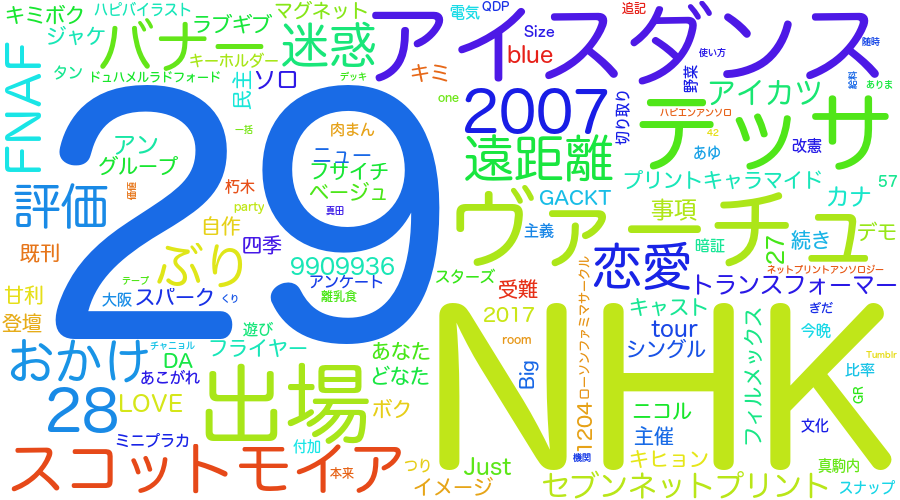 キミボク
ハピバイラスト
マグネット
電気
QDP
追記
アイスダンス
ラブギブ
ジャケ
バナー
迷惑
Size
随時
キーホルダー
blue
使い方
タン
ドュハメルラドフォード
民主
ソロ
デッキ
キミ
野菜
給料
ありま
FNAF
29
one
2007
切り取り
アイカツ
テッサ
ハピエンアンソロ
一括
肉まん
42
アン
グループ
ニュー
遠距離
あゆ
改憲
フサイチ
ベージュ
プリントキャラマイド
57
評価
価値
朽木
party
真田
GACKT
カナ
自作
ヴァーチュ
事項
主義
デモ
四季
暗証
27
続き
既刊
ぶり
9909936
恋愛
ネットプリントアンソロジー
テープ
アンケート
スターズ
トランスフォーマー
甘利
大阪
スパーク
くり
離乳食
受難
ローソンファミマサークル
キャスト
ぎだ
登壇
遊び
2017
NHK
tour
今晩
おかけ
チャニョル
フライヤー
あなた
room
シングル
フィルメックス
Tumblr
DA
あこがれ
どなた
Big
比率
28
LOVE
出場
ボク
1204
ニコル
GR
ミニプラカ
主催
文化
スコットモイア
付加
本来
つり
Just
機関
キヒョン
真駒内
イメージ
セブンネットプリント
スナップ